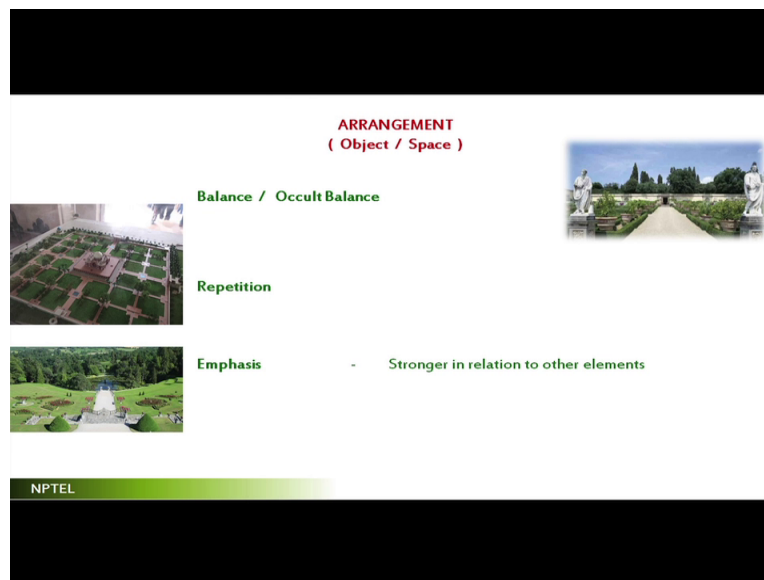 ARRANGEMENT
( Object / Space )
Balance / Occult Balance
Repetition
Emphasis - Stronger in relation to other elements
NPTEL